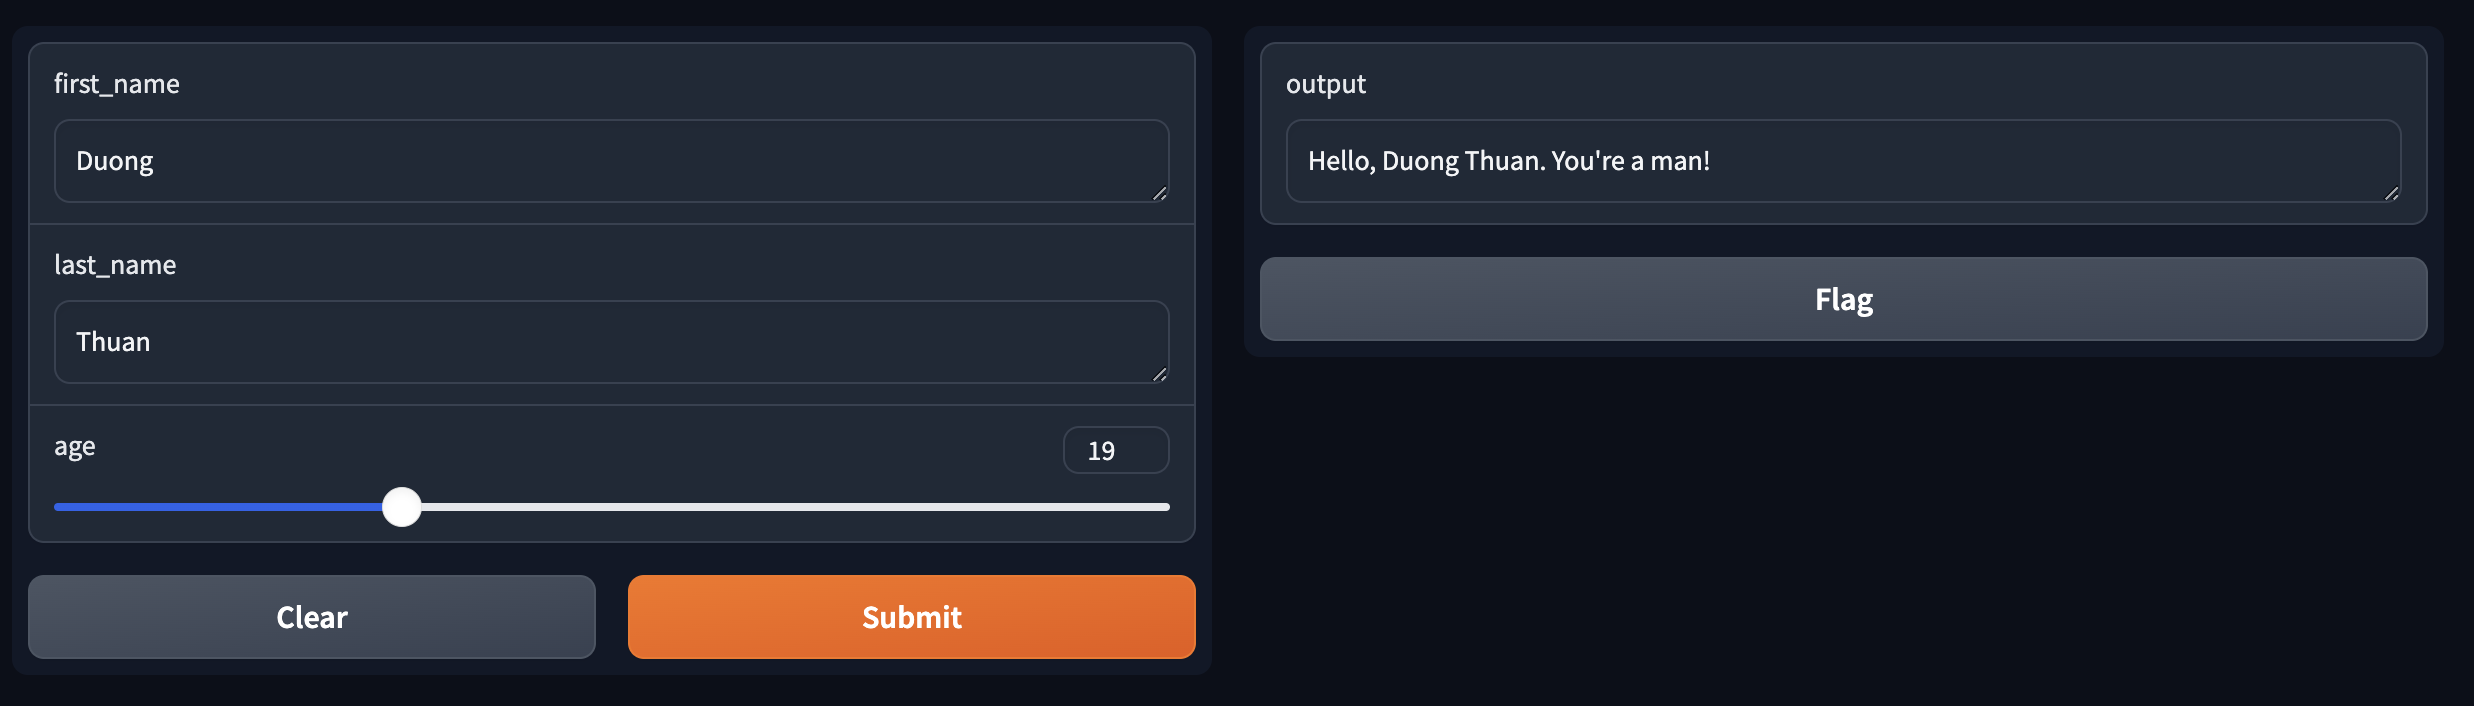 first_name
Duong
last_name
Thuan
age
19
Clear
Submit
output
Hello, Duong Thuan. You're a man!
Flag